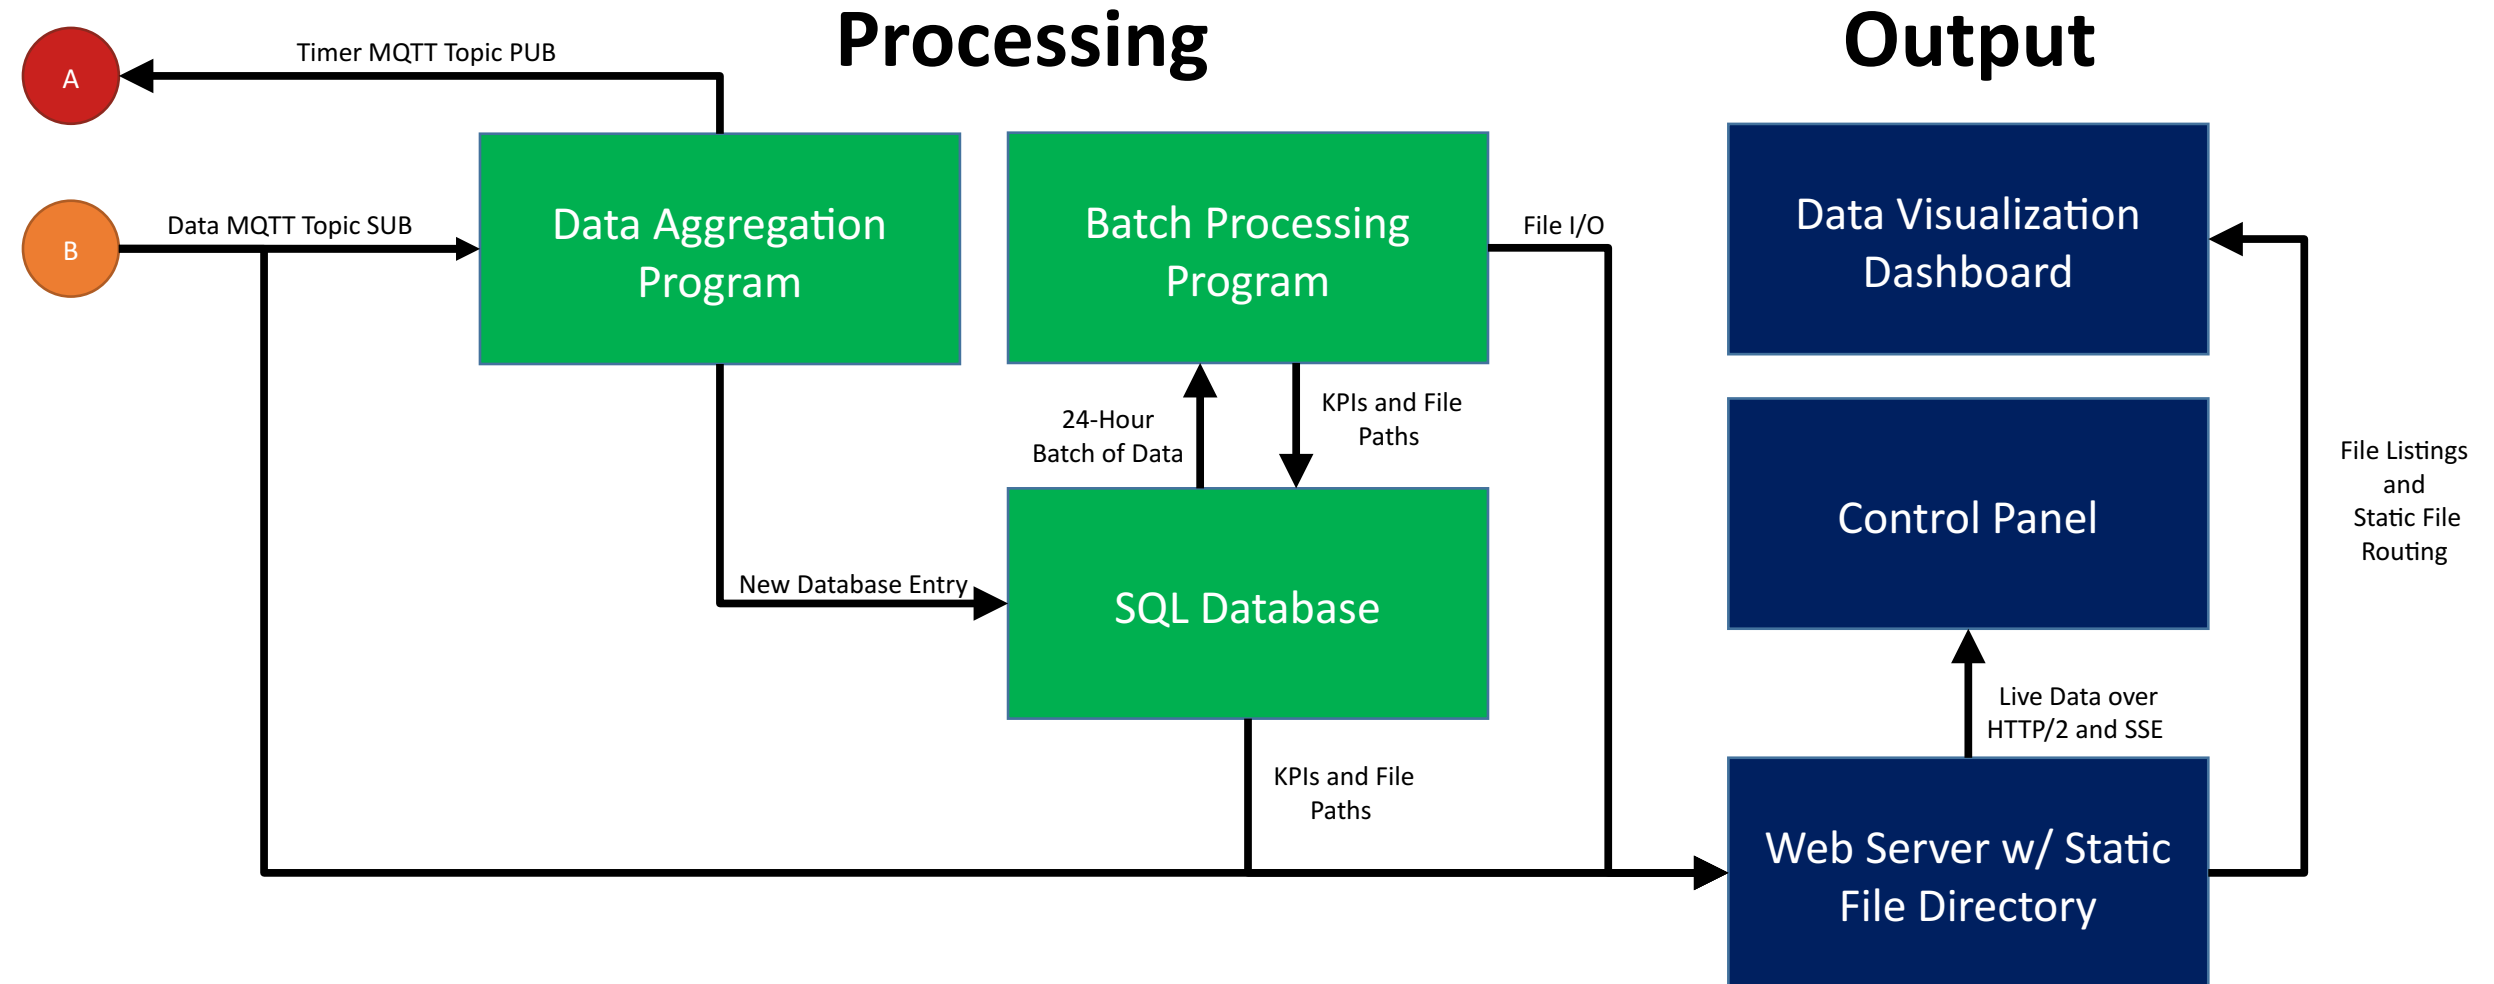 Processing
Output
Timer MQTT Topic PUB
A
Data MQTT Topic SUB
B
Data Aggregation
Program
Batch Processing
Program
File I/O
Data Visualization
Dashboard
24-Hour
Batch of Data
KPIs and File
Paths
Control Panel
File Listings
and
Static File
Routing
New Database Entry
SQL Database
Live Data over
HTTP/2 and SSE
KPIs and File
Paths
Web Server w/ Static
File Directory